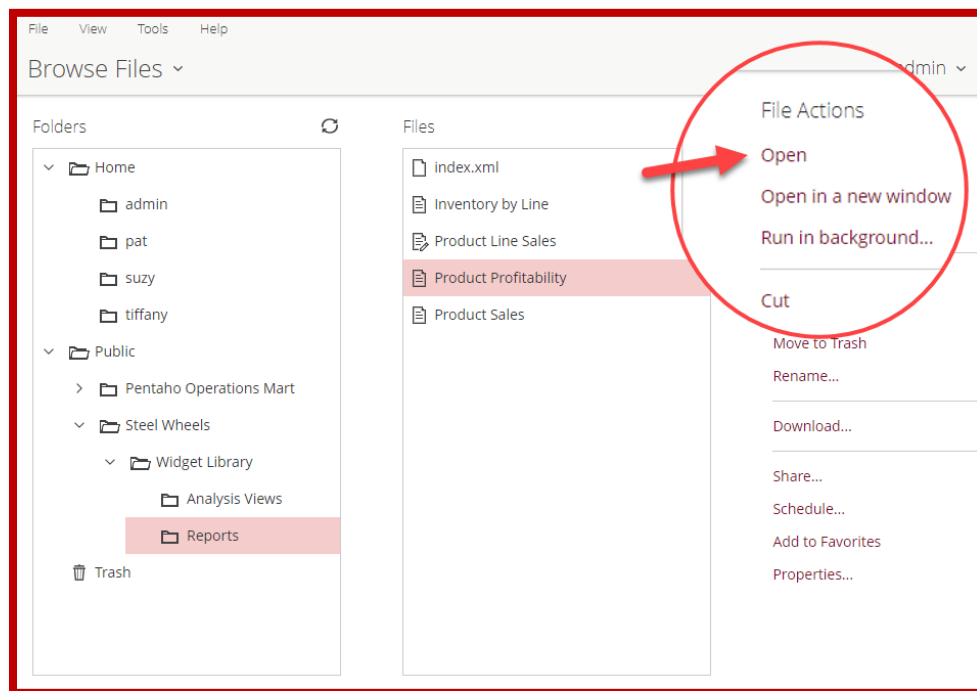 File View Tools Help
Browse Files
admin
Folders
Home
admin
pat
suzy
tiffany
Public
Pentaho Operations Mart
Steel Wheels
Widget Library
Analysis Views
Reports
Trash
Files
index.xml
Inventory by Line
Product Line Sales
Product Profitability
Product Sales
File Actions
Open
Open in a new window
Run in background...
Cut
Move to Trash
Rename...
Download...
Share...
Schedule...
Add to Favorites
Properties...